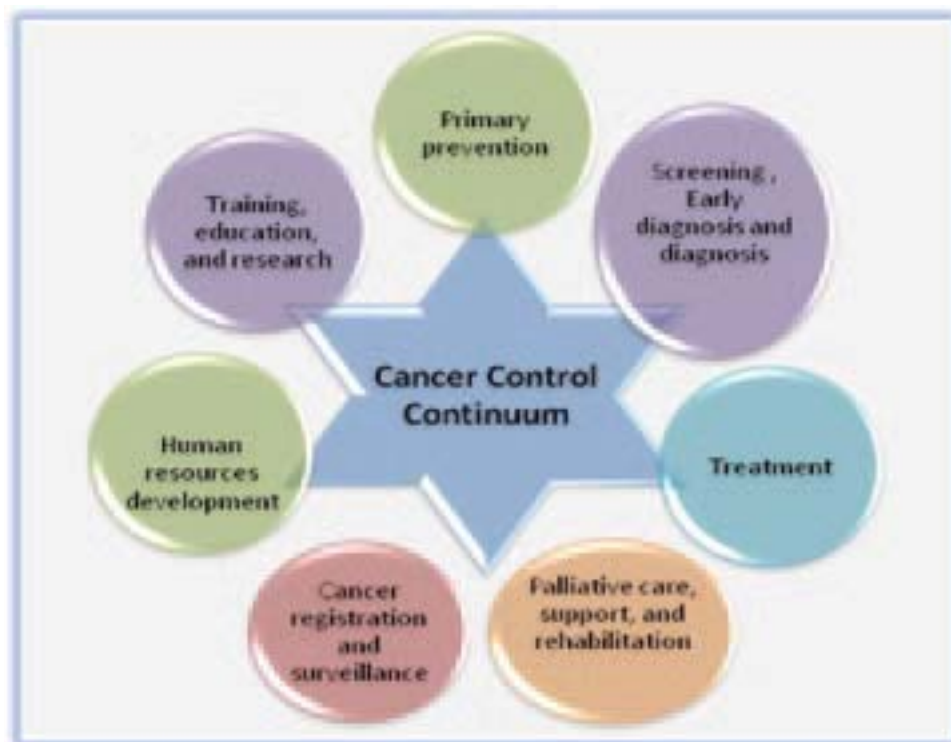 Primary
prevention
Screening ,
Early
diagnosis and
diagnosis
Training,
education,
and research
Cancer Control
Continuum
Human
resources
development
Treatment
Cancer
registration
and
surveillance
Palliative care,
support, and
rehabilitation